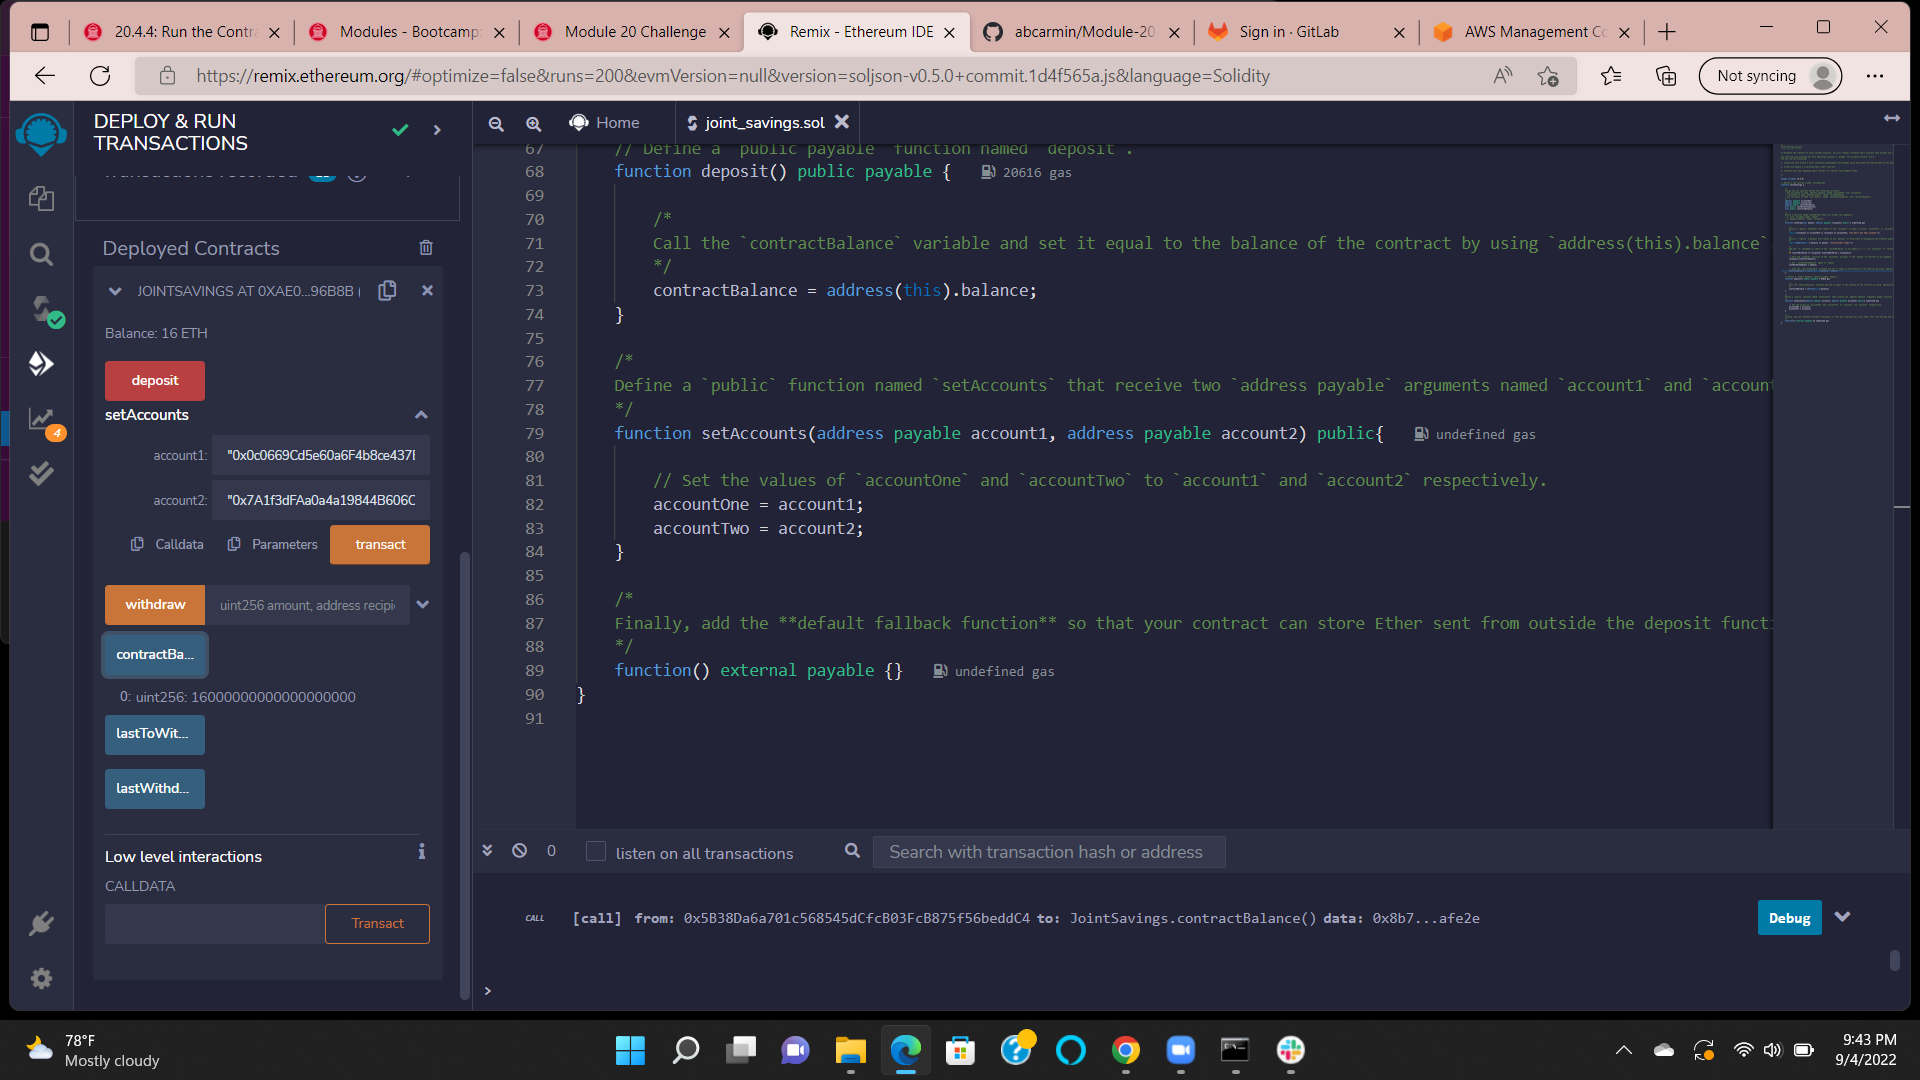 20.4.4: Run the Contra
Modules - Bootcamp:
Module 20 Challenge
Remix - Ethereum IDE
abcarmin/Module-20
Sign in · GitLab
AWS Management Co
https://remix.ethereum.org/#optimize=false&runs=200&evmVersion=null&version=soljson-v0.5.0+commit.1d4f565a.js&language=Solidity
Not syncing
DEPLOY & RUN
TRANSACTIONS
Home
joint_savings.sol
Transactions recorded
Deployed Contracts
JOINTSAVINGS AT 0XAE0...96B8B (
Balance: 16 ETH
deposit
setAccounts
account1: "0x0c0669Cd5e60a6F4b8ce437E
account2: "0x7A1f3dFAa0a4a19844B606C
Calldata
Parameters
transact
withdraw
uint256 amount, address recipi
contractBa...
0: uint256: 16000000000000000000
lastToWit...
lastWithd...
Low level interactions
CALLDATA
Transact
67 // Define a `public payable` function named `deposit`.
68 function deposit() public payable { 20616 gas
69
70 /*
71 Call the `contractBalance` variable and set it equal to the balance of the contract by using `address(this).balance`
72 */
73 contractBalance = address(this).balance;
74 }
75
76 /*
77 Define a `public` function named `setAccounts` that receive two `address payable` arguments named `account1` and `account
78 */
79 function setAccounts(address payable account1, address payable account2) public{ undefined gas
80
81 // Set the values of `accountOne` and `accountTwo` to `account1` and `account2` respectively.
82 accountOne = account1;
83 accountTwo = account2;
84 }
85
86 /*
87 Finally, add the **default fallback function** so that your contract can store Ether sent from outside the deposit functi
88 */
89 function() external payable {} undefined gas
90 }
91
4
0
listen on all transactions
Search with transaction hash or address
CALL [call] from: 0x5B38Da6a701c568545dCfcB03FcB875f56beddC4 to: JointSavings.contractBalance() data: 0x8b7...afe2e
Debug
>
78°F
Mostly cloudy
9:43 PM
9/4/2022